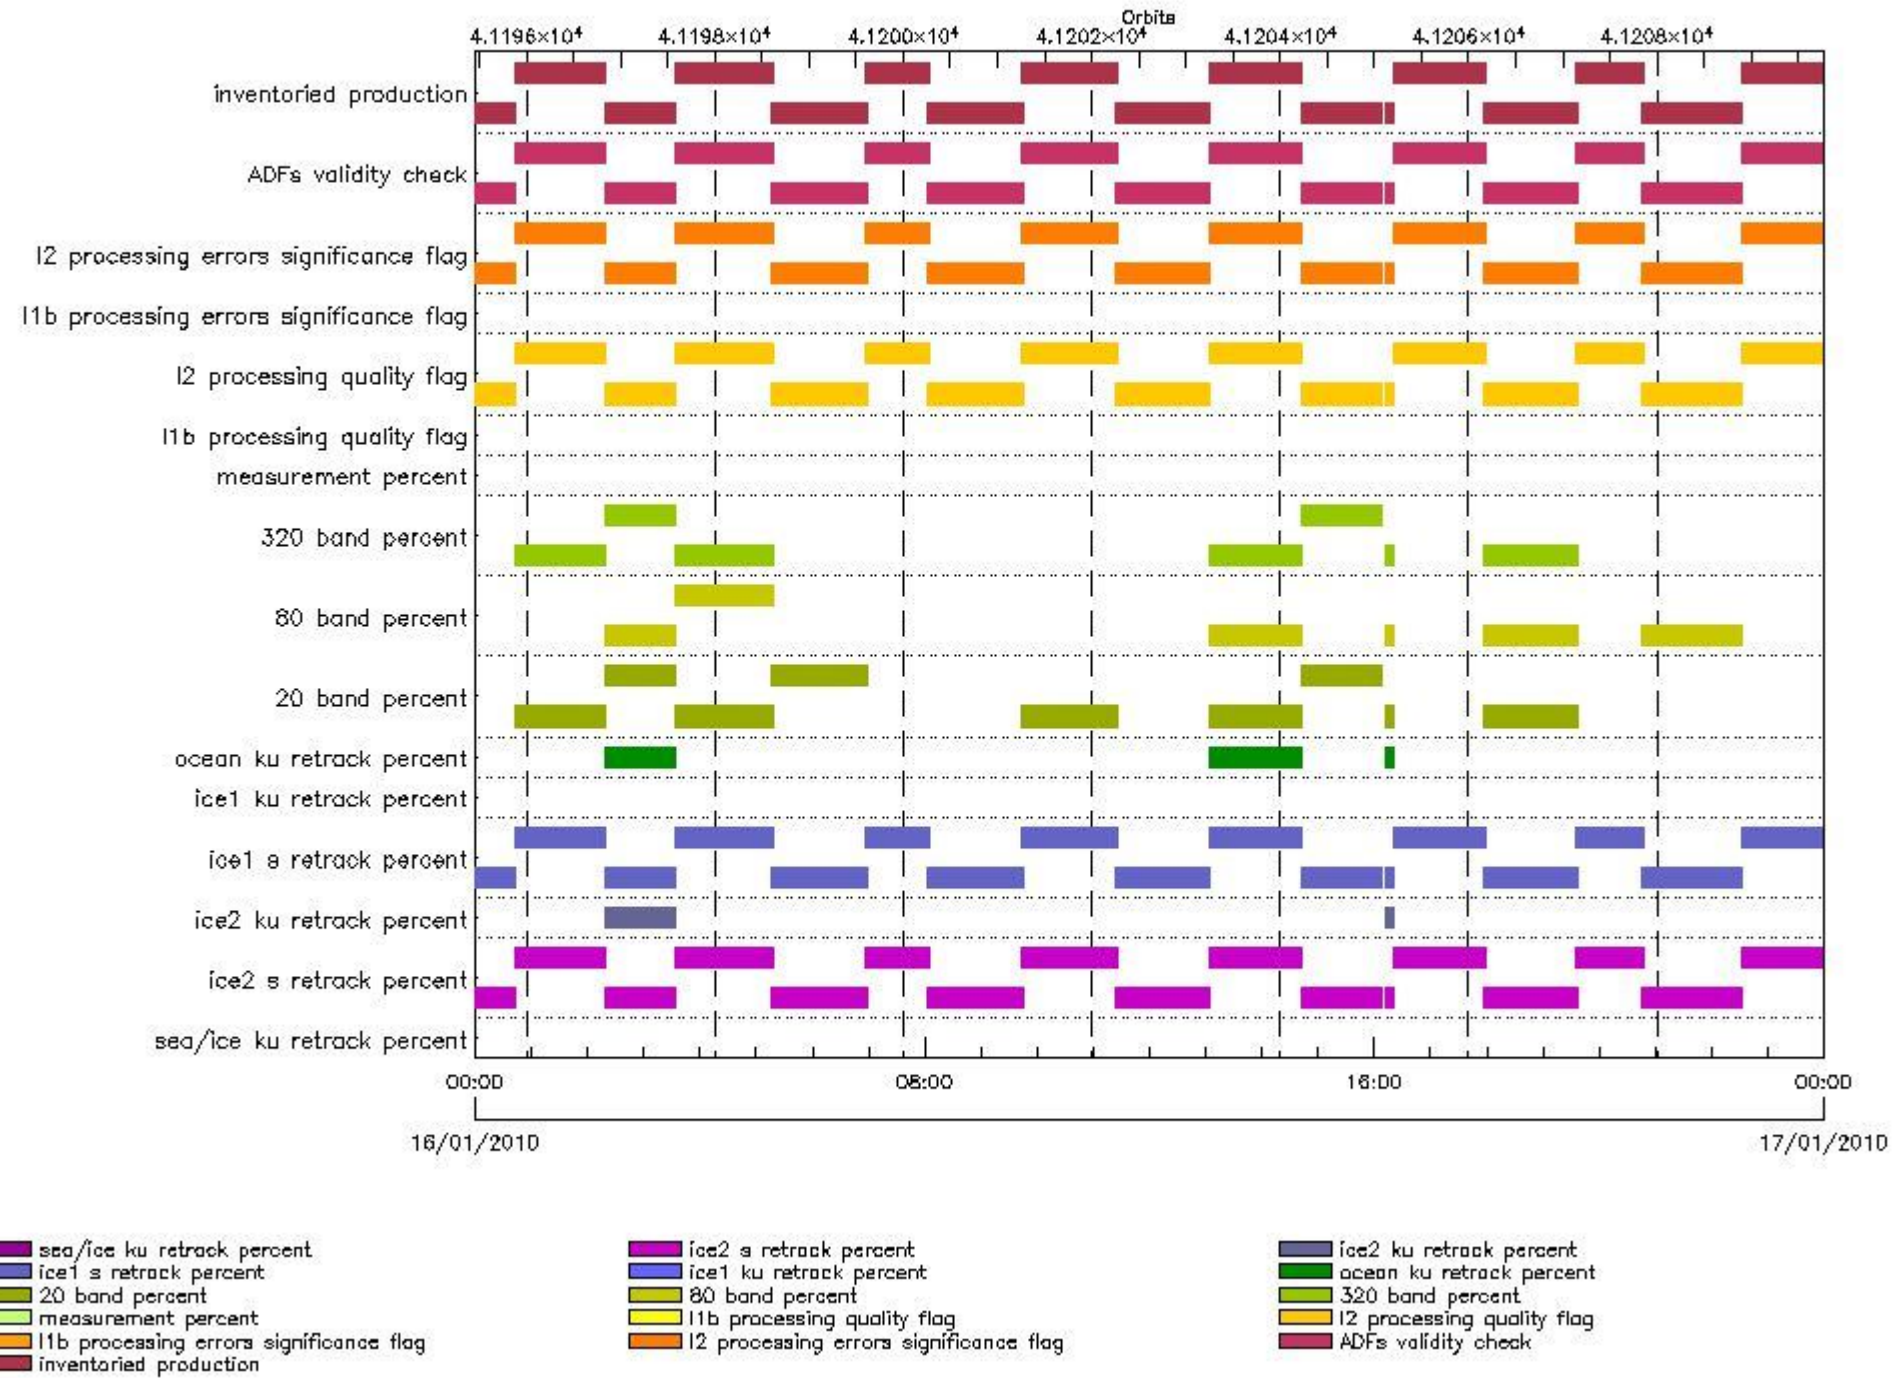 Orbits
4.1196×10⁴ 4.1198×10⁴ 4.1200×10⁴ 4.1202×10⁴ 4.1204×10⁴ 4.1206×10⁴ 4.1208×10⁴
inventoried production
ADFs validity check
l2 processing errors significance flag
l1b processing errors significance flag
l2 processing quality flag
l1b processing quality flag
measurement percent
320 band percent
80 band percent
20 band percent
ocean ku retrack percent
ice1 ku retrack percent
ice1 s retrack percent
ice2 ku retrack percent
ice2 s retrack percent
sea/ice ku retrack percent
00:00 08:00 16:00 00:00
16/01/2010 17/01/2010
sea/ice ku retrack percent ice2 s retrack percent ice2 ku retrack percent
ice1 s retrack percent ice1 ku retrack percent ocean ku retrack percent
20 band percent 80 band percent 320 band percent
measurement percent l1b processing quality flag l2 processing quality flag
l1b processing errors significance flag l2 processing errors significance flag ADFs validity check
inventoried production